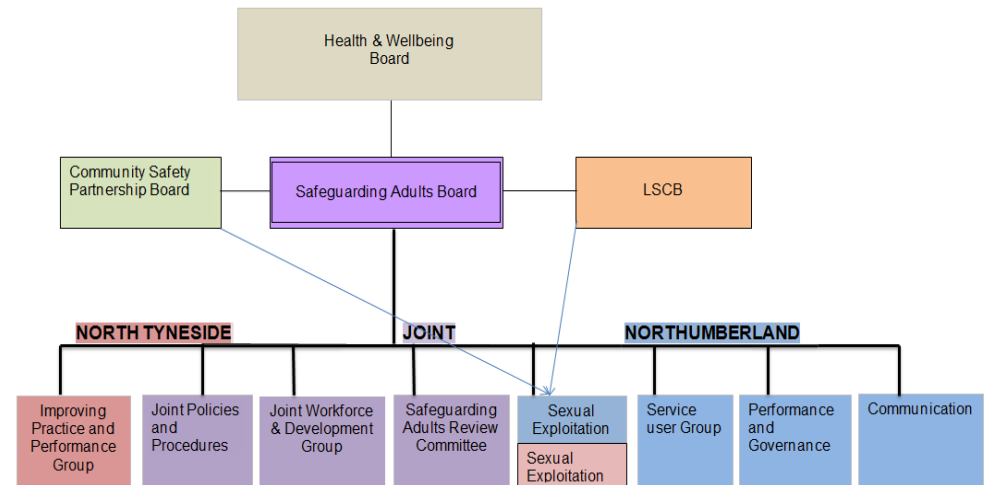 Health & Wellbeing
Board
Community Safety
Partnership Board
Safeguarding Adults Board
LSCB
NORTH TYNESIDE
JOINT
NORTHUMBERLAND
Improving
Practice and
Performance
Group
Joint Policies
and
Procedures
Joint Workforce
& Development
Group
Safeguarding
Adults Review
Committee
Sexual
Exploitation
Sexual
Exploitation
Service
user Group
Performance
and
Governance
Communication